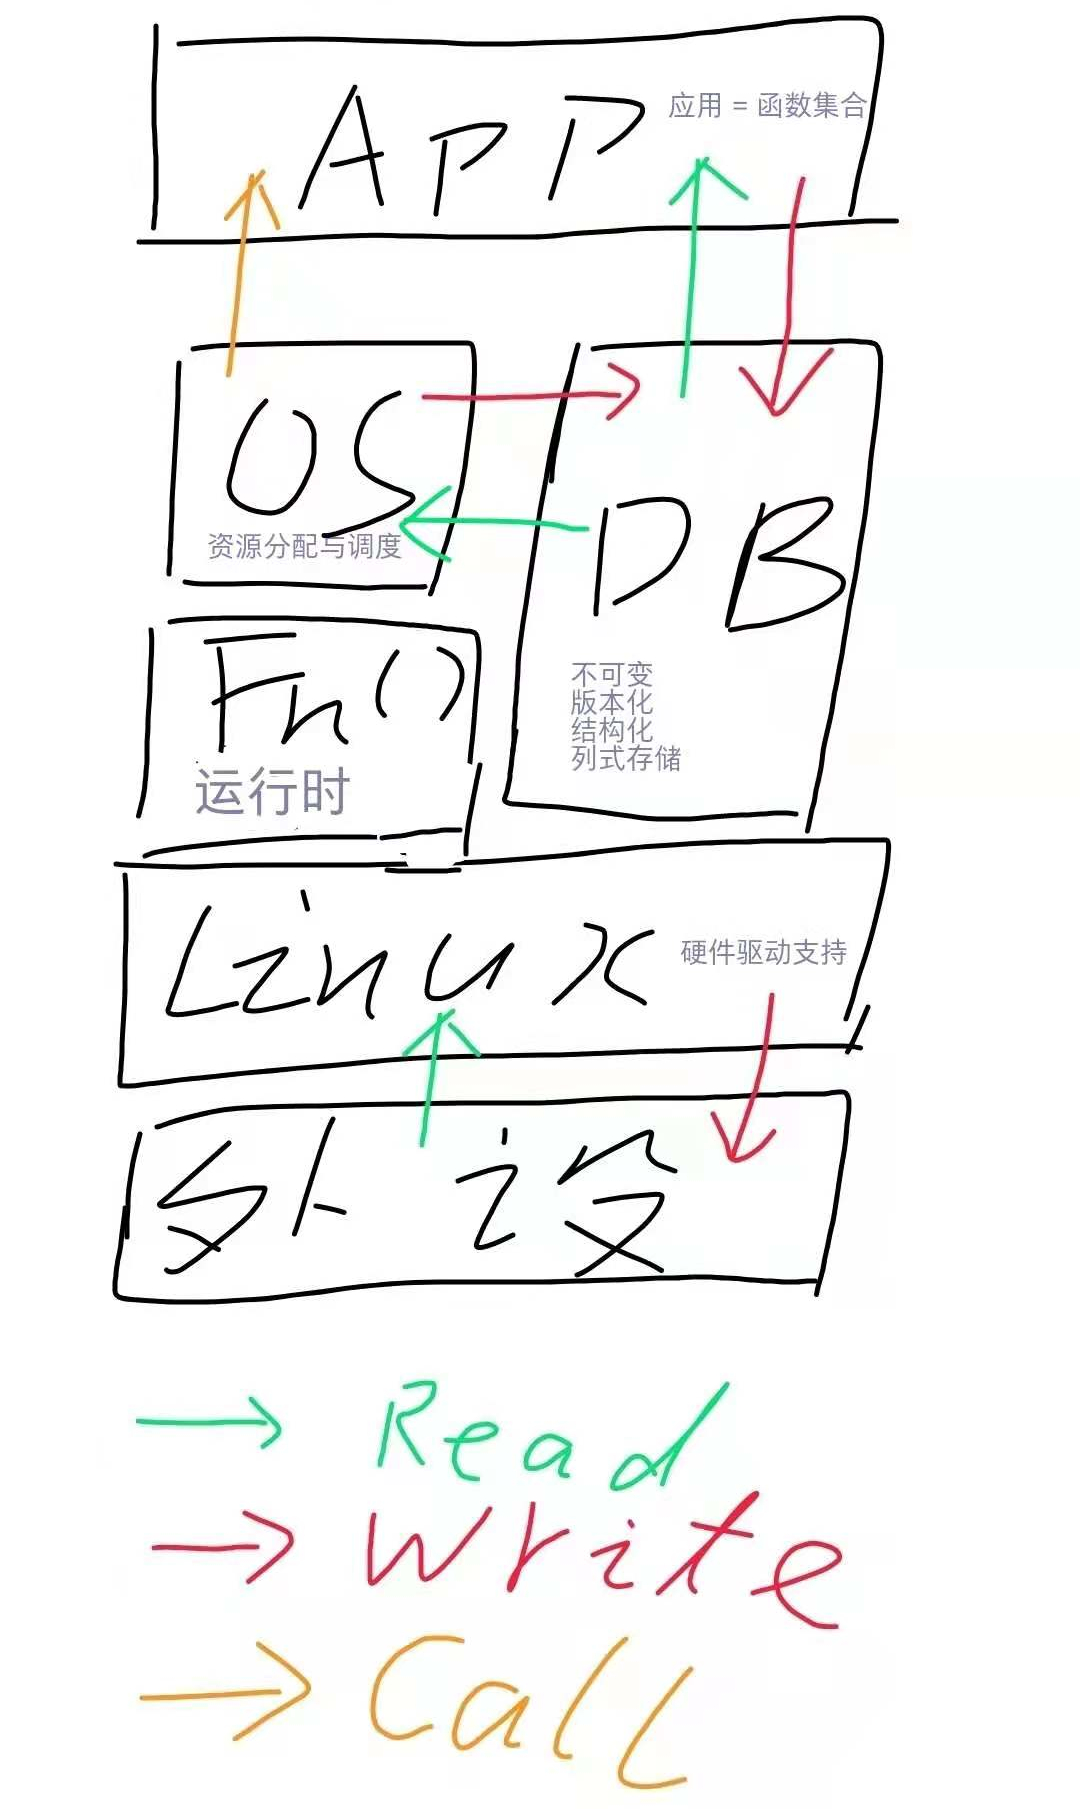 APP
应用 = 函数集合
OS
资源分配与调度
DB
不可变
版本化
结构化
列式存储
Fn()
运行时
Linux
硬件驱动支持
外设
Read
Write
Call